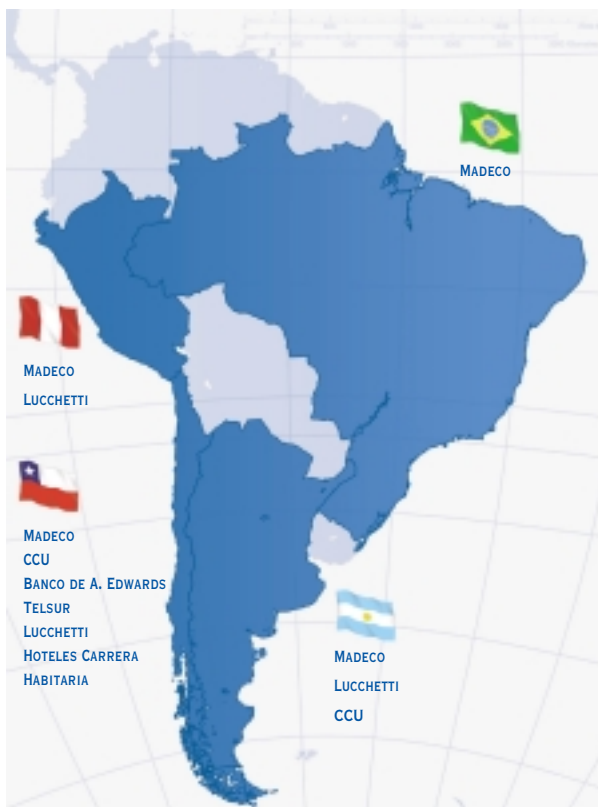 MADECO
MADECO
LUCCHETTI
MADECO
CCU
BANCO DE A. EDWARDS
TELSUR
LUCCHETTI
HOTELES CARRERA
HABITARIA
MADECO
LUCCHETTI
CCU